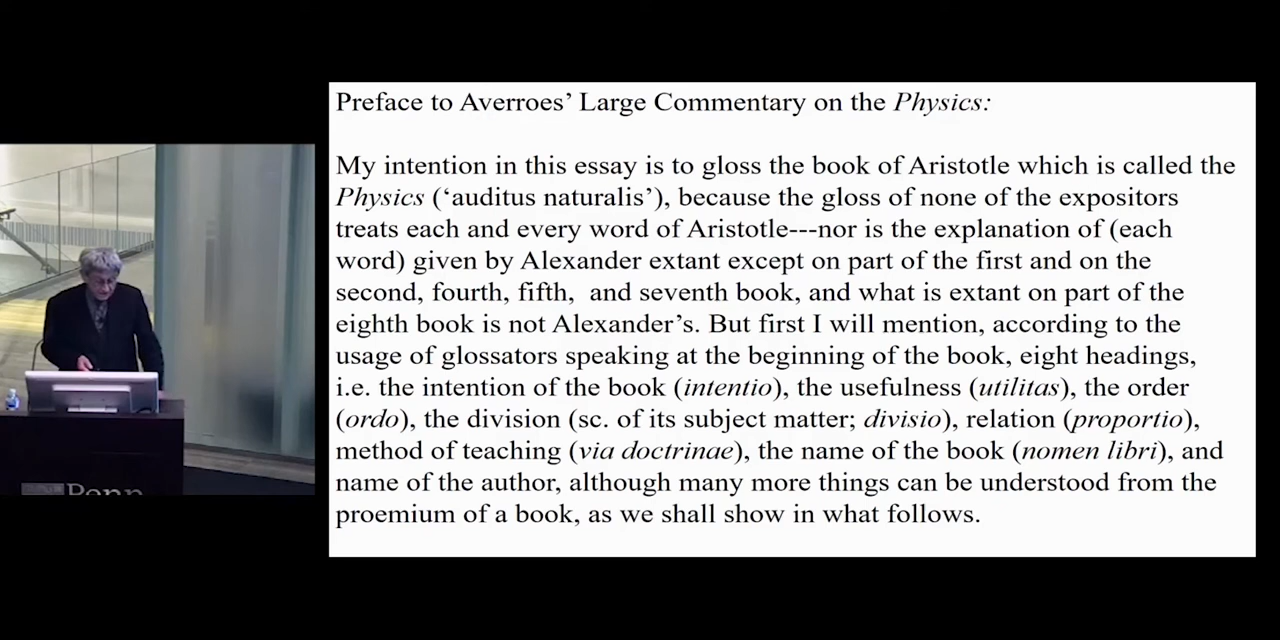 Preface to Averroes’ Large Commentary on the Physics:
My intention in this essay is to gloss the book of Aristotle which is called the
Physics (‘auditus naturalis’), because the gloss of none of the expositors
treats each and every word of Aristotle---nor is the explanation of (each
word) given by Alexander extant except on part of the first and on the
second, fourth, fifth,  and seventh book, and what is extant on part of the
eighth book is not Alexander’s. But first I will mention, according to the
usage of glossators speaking at the beginning of the book, eight headings,
i.e. the intention of the book (intentio), the usefulness (utilitas), the order
(ordo), the division (sc. of its subject matter; divisio), relation (proportio),
method of teaching (via doctrinae), the name of the book (nomen libri), and
name of the author, although many more things can be understood from the
proemium of a book, as we shall show in what follows.
Penn